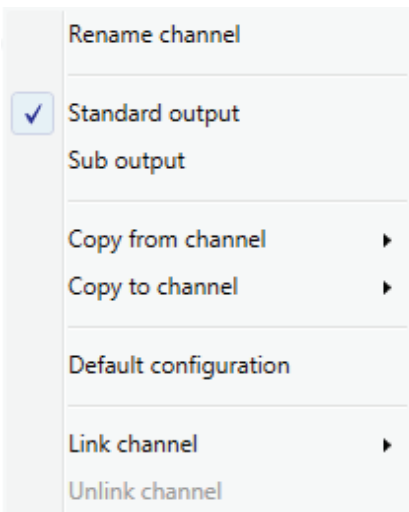 Rename channel
Standard output
Sub output
Copy from channel
Copy to channel
Default configuration
Link channel
Unlink channel